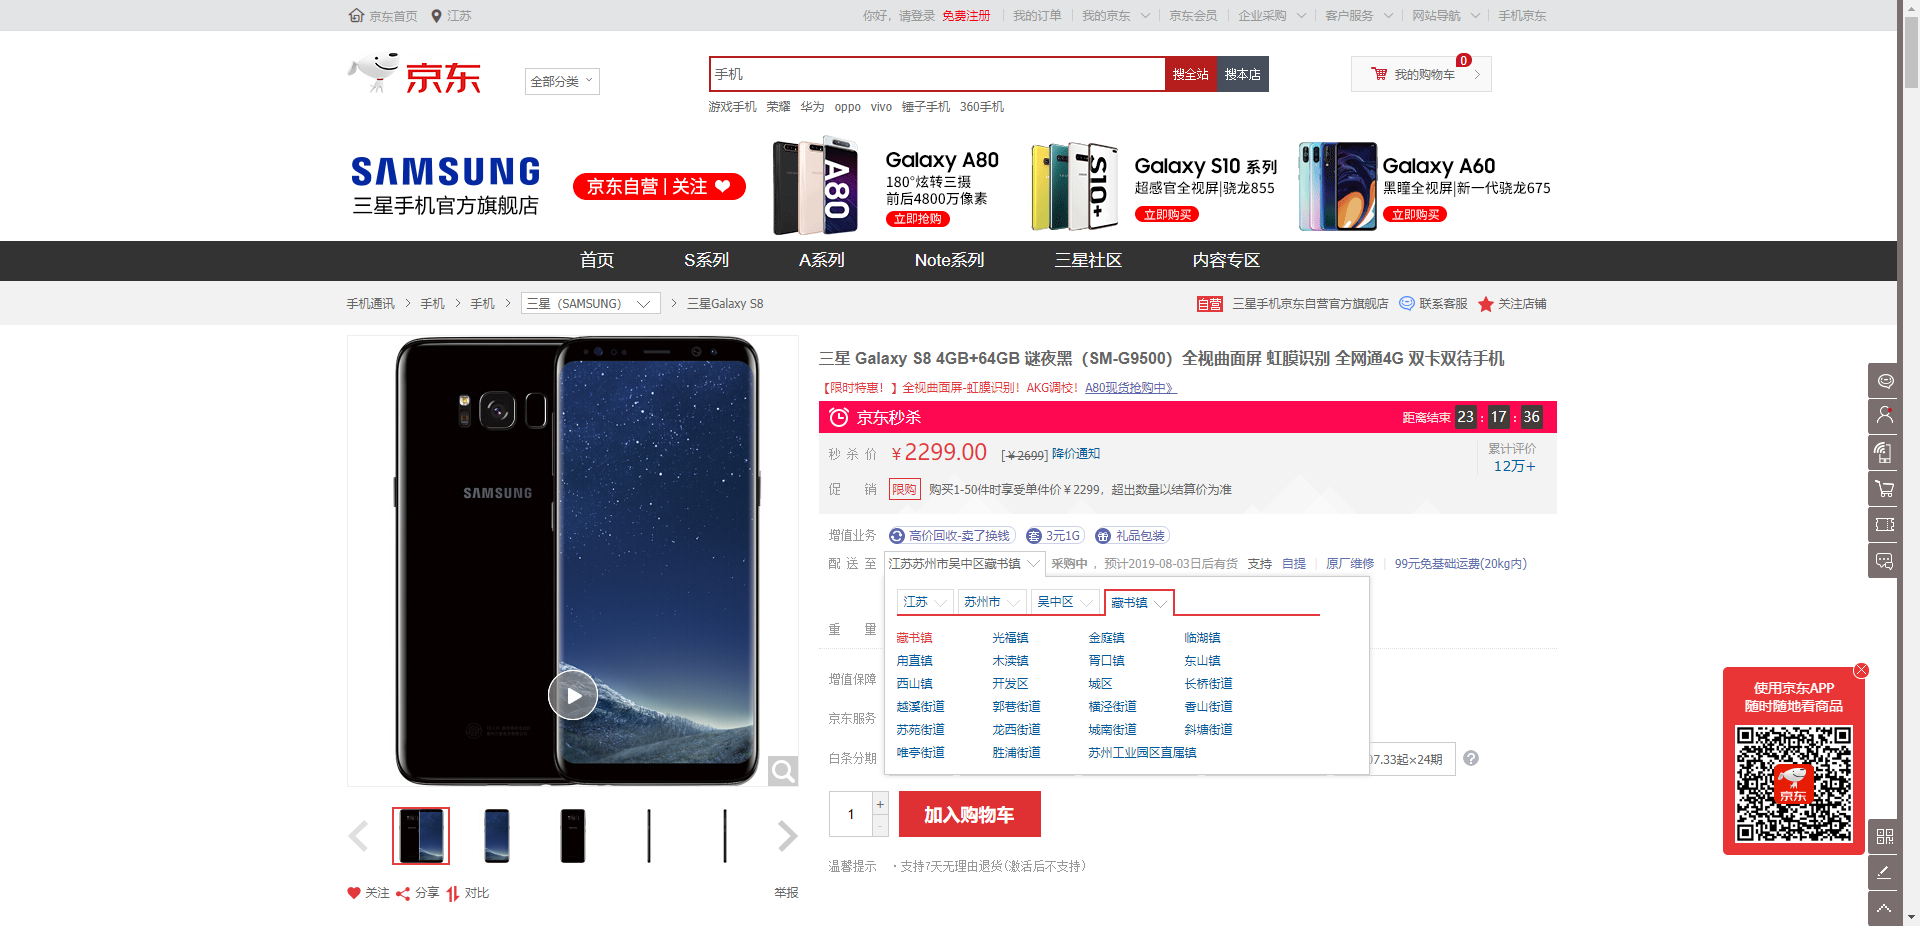 京东首页 江苏 你好，请登录 免费注册 我的订单 我的京东 京东会员 企业采购 客户服务 网站导航 手机京东
京东 全部分类 手机 搜全站 搜本店 我的购物车 0
游戏手机 荣耀 华为 oppo vivo 锤子手机 360手机
SAMSUNG
三星手机官方旗舰店
京东自营 | 关注
A80
Galaxy A80
180°炫转三摄
前后4800万像素
立即抢购
S10+
Galaxy S10 系列
超感官全视屏|骁龙855
立即购买
Galaxy A60
黑瞳全视屏|新一代骁龙675
立即购买
首页 S系列 A系列 Note系列 三星社区 内容专区
手机通讯 > 手机 > 手机 > 三星（SAMSUNG） > 三星Galaxy S8 自营 三星手机京东自营官方旗舰店 联系客服 关注店铺
SAMSUNG
三星 Galaxy S8 4GB+64GB 谜夜黑（SM-G9500）全视曲面屏 虹膜识别 全网通4G 双卡双待手机
【限时特惠！】全视曲面屏-虹膜识别！AKG调校！A80现货抢购中》
京东秒杀 距离结束 23 : 17 : 36
秒杀价 ￥2299.00 [￥2699] 降价通知 累计评价
12万+
促销 限购 购买1-50件时享受单件价￥2299，超出数量以结算价为准
增值业务 高价回收-卖了换钱 套 3元1G 礼品包装
配送至 江苏苏州市吴中区藏书镇 采购中 ，预计2019-08-03日后有货 支持 自提 原厂维修 99元免基础运费(20kg内)
江苏 苏州市 吴中区 藏书镇
重量
藏书镇 光福镇 金庭镇 临湖镇
甪直镇 木渎镇 胥口镇 东山镇
增值保障
西山镇 开发区 城区 长桥街道
越溪街道 郭巷街道 横泾街道 香山街道
京东服务
苏苑街道 龙西街道 城南街道 斜塘街道
唯亭街道 胜浦街道 苏州工业园区直属镇
白条分期 07.33起×24期 ?
1 + - 加入购物车
温馨提示 ·支持7天无理由退货(激活后不支持)
关注 分享 对比 举报
使用京东APP
随时随地看商品
京东